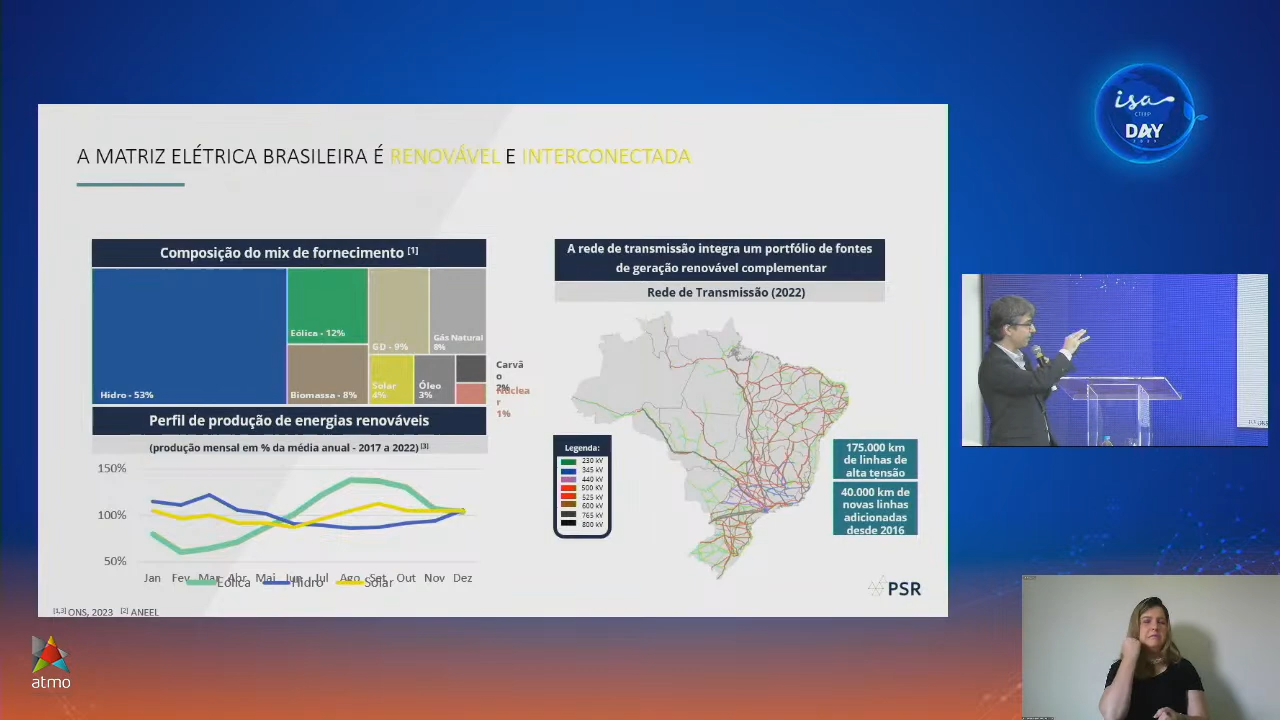 isa
CTEEP
DAY
A MATRIZ ELÉTRICA BRASILEIRA É RENOVÁVEL E INTERCONECTADA
Composição do mix de fornecimento [1]
Hidro - 53%
Eólica - 12%
Biomassa - 8%
GD - 9%
Gás Natural
8%
Solar
4%
Óleo
3%
Carvã
o
2%
Nuclea
r
1%
Perfil de produção de energias renováveis
(produção mensal em % da média anual - 2017 a 2022) [3]
150%
100%
50%
Jan Fev Mar Abr Mai Jun Jul Ago Set Out Nov Dez
Eólica Hidro Solar
[1,3] ONS, 2023 [2] ANEEL
A rede de transmissão integra um portfólio de fontes
de geração renovável complementar
Rede de Transmissão (2022)
Legenda:
230 kV
345 kV
440 kV
500 kV
525 kV
600 kV
765 kV
800 kV
175.000 km
de linhas de
alta tensão
40.000 km de
novas linhas
adicionadas
desde 2016
PSR
atmo